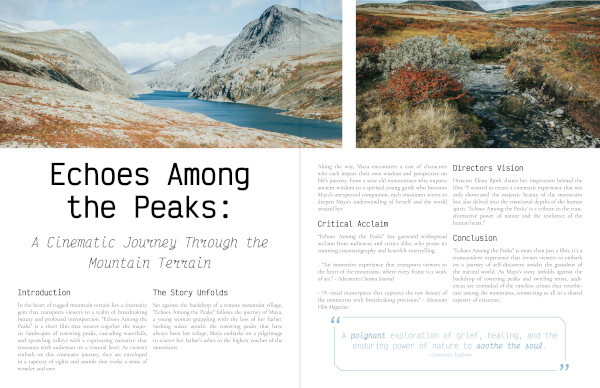 Echoes Among
the Peaks:
A Cinematic Journey Through the
Mountain Terrain
Introduction
In the heart of rugged mountain terrain lies a cinematic
gem that transports viewers to a realm of breathtaking
beauty and profound introspection. "Echoes Among the
Peaks" is a short film that weaves together the majes-
tic landscapes of towering peaks, cascading waterfalls,
and sprawling valleys with a captivating narrative that
resonates with audiences on a visceral level. As viewers
embark on this cinematic journey, they are enveloped
in a tapestry of sights and sounds that evoke a sense of
wonder and awe.
The Story Unfolds
Set against the backdrop of a remote mountain village,
"Echoes Among the Peaks" follows the journey of Maya,
a young woman grappling with the loss of her father.
Seeking solace amidst the towering peaks that have
always been her refuge, Maya embarks on a pilgrimage
to scatter her father's ashes in the highest reaches of the
mountains.
Along the way, Maya encounters a cast of characters
who each impart their own wisdom and perspective on
life's journey. From a wise old mountaineer who imparts
ancient wisdom to a spirited young guide who becomes
Maya's unexpected companion, each encounter serves to
deepen Maya's understanding of herself and the world
around her.
Critical Acclaim
"Echoes Among the Peaks" has garnered widespread
acclaim from audiences and critics alike, who praise its
stunning cinematography and heartfelt storytelling.
- "An immersive experience that transports viewers to
the heart of the mountains, where every frame is a work
of art." - Adventure Cinema Journal
- "A visual masterpiece that captures the raw beauty of
the mountains with breathtaking precision." - Mountain
Film Magazine
Directors Vision
Director Elena Björk shares her inspiration behind the
film: "I wanted to create a cinematic experience that not
only showcased the majestic beauty of the mountains
but also delved into the emotional depths of the human
spirit. 'Echoes Among the Peaks' is a tribute to the tran-
sformative power of nature and the resilience of the
human heart."
Conclusion
"Echoes Among the Peaks" is more than just a film; it's a
transcendent experience that invites viewers to embark
on a journey of self-discovery amidst the grandeur of
the natural world. As Maya's story unfolds against the
backdrop of towering peaks and swirling mists, audi-
ences are reminded of the timeless echoes that reverbe-
rate among the mountains, connecting us all in a shared
tapestry of existence.
“
A poignant exploration of grief, healing, and the
enduring power of nature to soothe the soul.
”